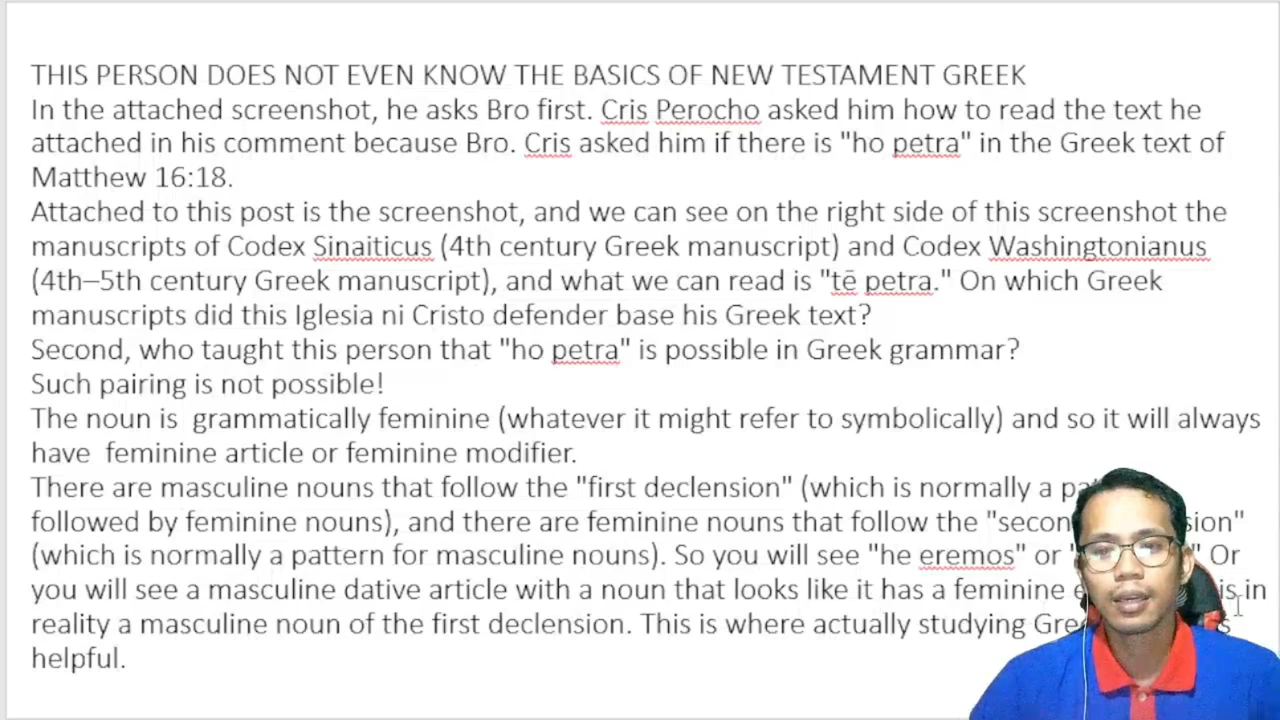 THIS PERSON DOES NOT EVEN KNOW THE BASICS OF NEW TESTAMENT GREEK
In the attached screenshot, he asks Bro first. Cris Perocho asked him how to read the text he
attached in his comment because Bro. Cris asked him if there is "ho petra" in the Greek text of
Matthew 16:18.
Attached to this post is the screenshot, and we can see on the right side of this screenshot the
manuscripts of Codex Sinaiticus (4th century Greek manuscript) and Codex Washingtonianus
(4th–5th century Greek manuscript), and what we can read is "tē petra." On which Greek
manuscripts did this Iglesia ni Cristo defender base his Greek text?
Second, who taught this person that "ho petra" is possible in Greek grammar?
Such pairing is not possible!
The noun is grammatically feminine (whatever it might refer to symbolically) and so it will always
have feminine article or feminine modifier.
There are masculine nouns that follow the "first declension" (which is normally a
followed by feminine nouns), and there are feminine nouns that follow the
(which is normally a pattern for masculine nouns). So you will see "he eremos" or Or
you will see a masculine dative article with a noun that looks like it has a feminine is in
reality a masculine noun of the first declension. This is where actually studying
helpful.